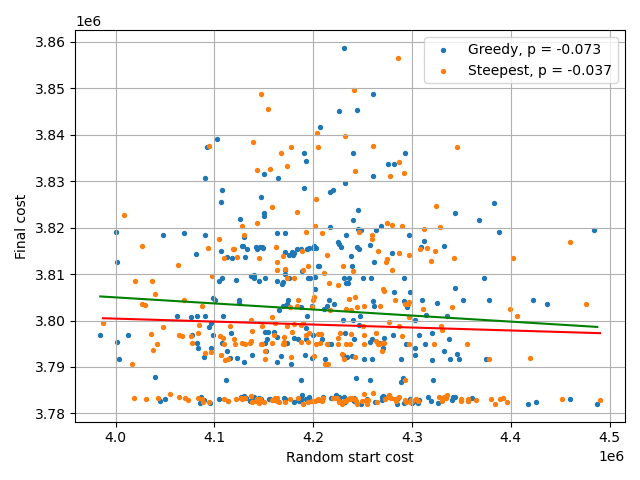 1e6
3.86
3.85
3.84
3.83
3.82
3.81
3.80
3.79
3.78
Final cost
Greedy, p = -0.073
Steepest, p = -0.037
4.0 4.1 4.2 4.3 4.4 4.5
Random start cost
1e6